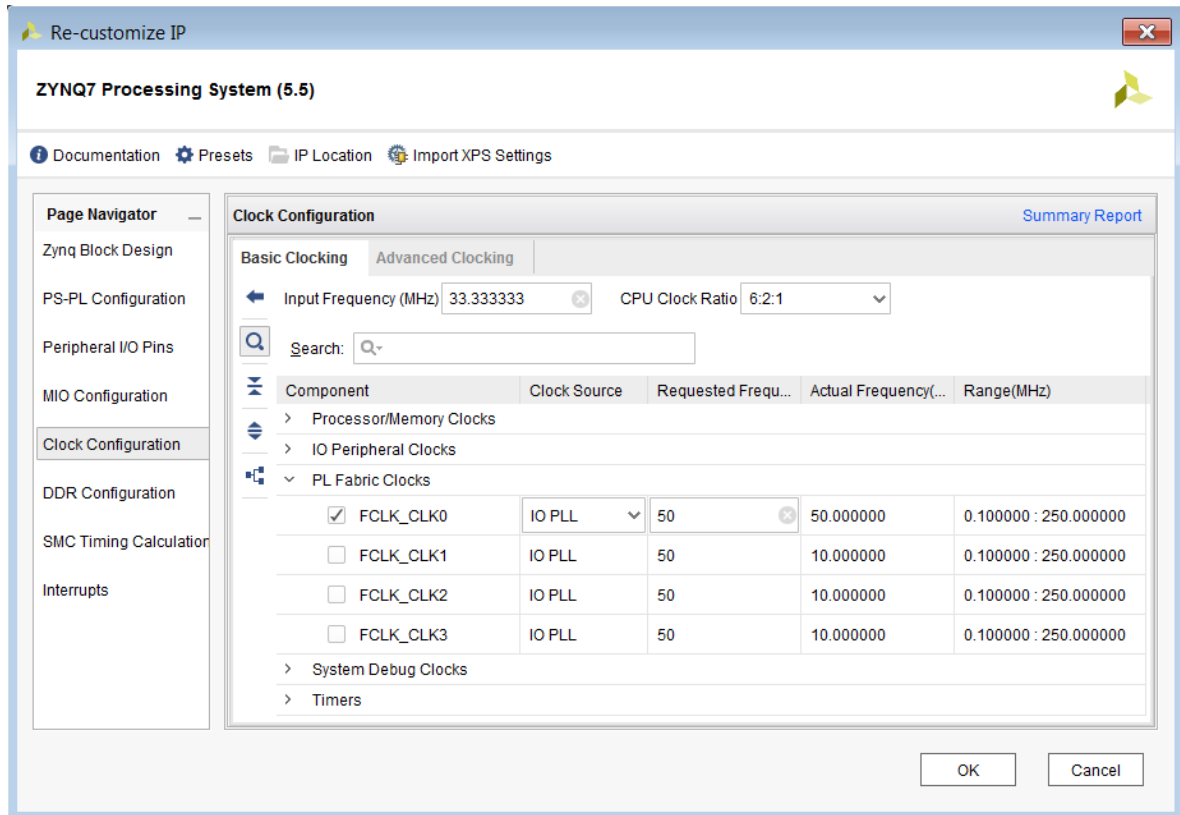 Re-customize IP
ZYNQ7 Processing System (5.5)
Documentation Presets IP Location Import XPS Settings
Page Navigator
Zynq Block Design
PS-PL Configuration
Peripheral I/O Pins
MIO Configuration
Clock Configuration
DDR Configuration
SMC Timing Calculation
Interrupts
Clock Configuration Summary Report
Basic Clocking Advanced Clocking
Input Frequency (MHz) 33.333333 CPU Clock Ratio 6:2:1
Search:
Component Clock Source Requested Frequ... Actual Frequency(... Range(MHz)
Processor/Memory Clocks
IO Peripheral Clocks
PL Fabric Clocks
FCLK_CLK0 IO PLL 50 50.000000 0.100000 : 250.000000
FCLK_CLK1 IO PLL 50 10.000000 0.100000 : 250.000000
FCLK_CLK2 IO PLL 50 10.000000 0.100000 : 250.000000
FCLK_CLK3 IO PLL 50 10.000000 0.100000 : 250.000000
System Debug Clocks
Timers
OK Cancel